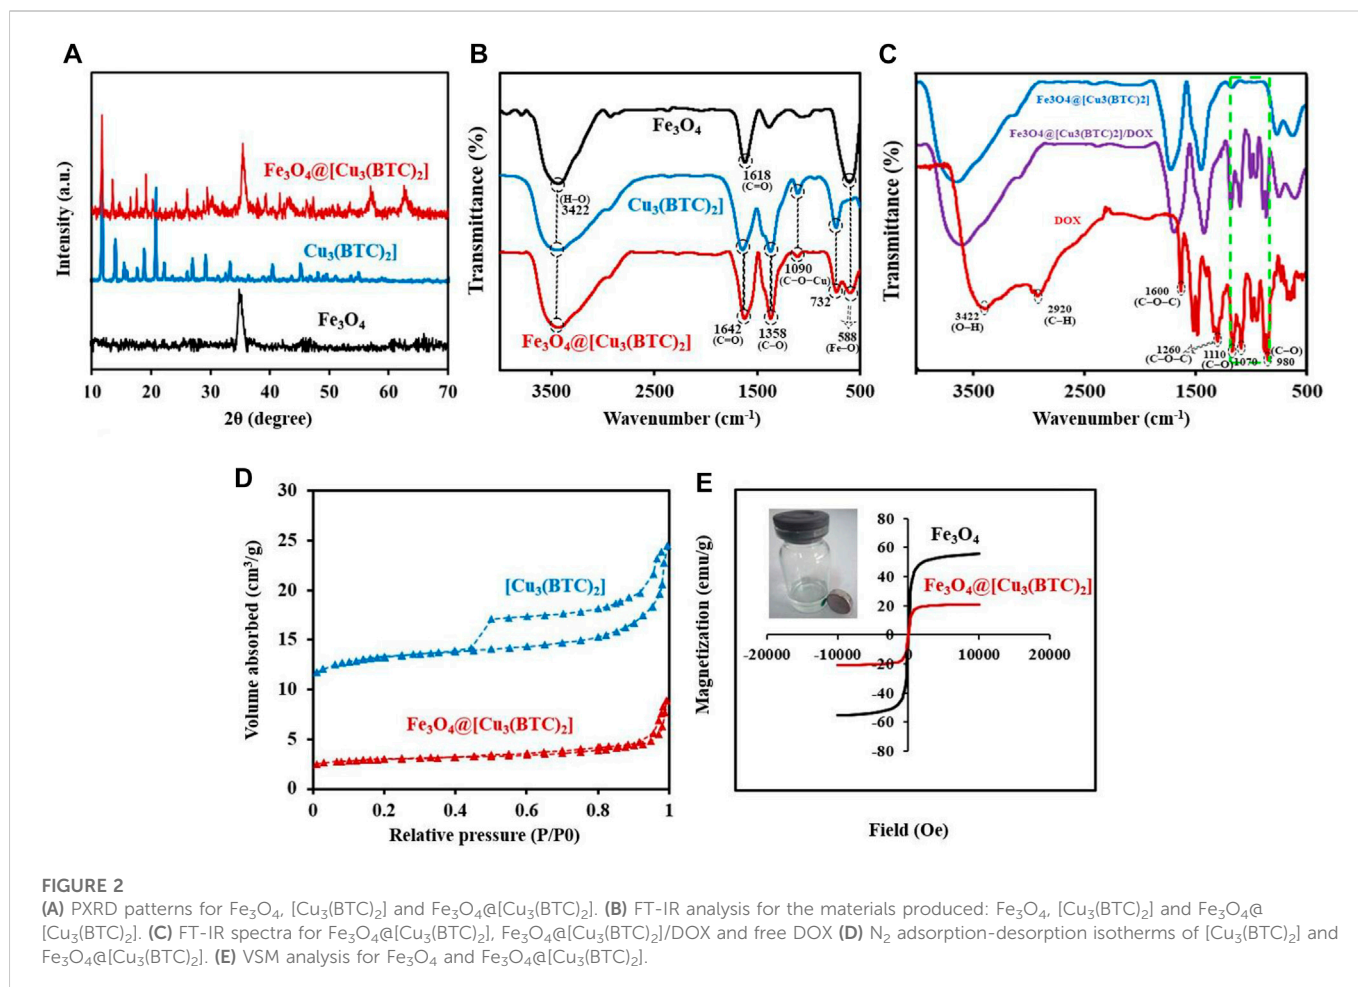 A
Intensity (a.u.)
Fe₃O₄@[Cu₃(BTC)₂]
Cu₃(BTC)₂]
Fe₃O₄
10 20 30 40 50 60 70
2θ (degree)
B
Transmittance (%)
Fe₃O₄
1618
(C=O)
(H–O)
3422
Cu₃(BTC)₂]
1090
(C–O–Cu)
732
1642
(C=O)
1358
(C–O)
588
(Fe–O)
Fe₃O₄@[Cu₃(BTC)₂]
3500 2500 1500 500
Wavenumber (cm⁻¹)
C
Transmittance (%)
Fe3O4@[Cu3(BTC)2]
Fe3O4@[Cu3(BTC)2]/DOX
DOX
3422
(O–H)
2920
(C–H)
1600
(C–O–C)
1260
(C–O–C)
1110
(C–O)
1070
(C–O)
980
3500 2500 1500 500
Wavenumber (cm⁻¹)
D
Volume absorbed (cm³/g)
30
25
20
15
10
5
0
[Cu₃(BTC)₂]
Fe₃O₄@[Cu₃(BTC)₂]
0 0.2 0.4 0.6 0.8 1
Relative pressure (P/P0)
E
Magnetization (emu/g)
80
60
40
20
0
-20
-40
-60
-80
Fe₃O₄
Fe₃O₄@[Cu₃(BTC)₂]
-20000 -10000 0 10000 20000
Field (Oe)
FIGURE 2
(A) PXRD patterns for Fe₃O₄, [Cu₃(BTC)₂] and Fe₃O₄@[Cu₃(BTC)₂]. (B) FT-IR analysis for the materials produced: Fe₃O₄, [Cu₃(BTC)₂] and Fe₃O₄@
[Cu₃(BTC)₂]. (C) FT-IR spectra for Fe₃O₄@[Cu₃(BTC)₂], Fe₃O₄@[Cu₃(BTC)₂]/DOX and free DOX (D) N₂ adsorption-desorption isotherms of [Cu₃(BTC)₂] and
Fe₃O₄@[Cu₃(BTC)₂]. (E) VSM analysis for Fe₃O₄ and Fe₃O₄@[Cu₃(BTC)₂].